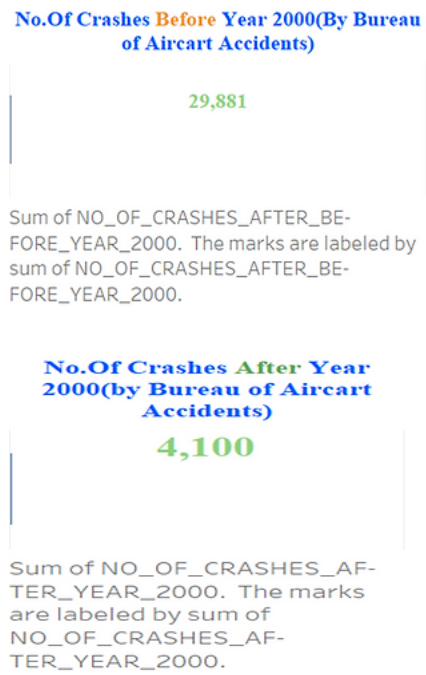 No.Of Crashes Before Year 2000(By Bureau
of Aircart Accidents)
29,881
Sum of NO_OF_CRASHES_AFTER_BE-
FORE_YEAR_2000.  The marks are labeled by
sum of NO_OF_CRASHES_AFTER_BE-
FORE_YEAR_2000.
No.Of Crashes After Year
2000(by Bureau of Aircart
Accidents)
4,100
Sum of NO_OF_CRASHES_AF-
TER_YEAR_2000.  The marks
are labeled by sum of
NO_OF_CRASHES_AF-
TER_YEAR_2000.